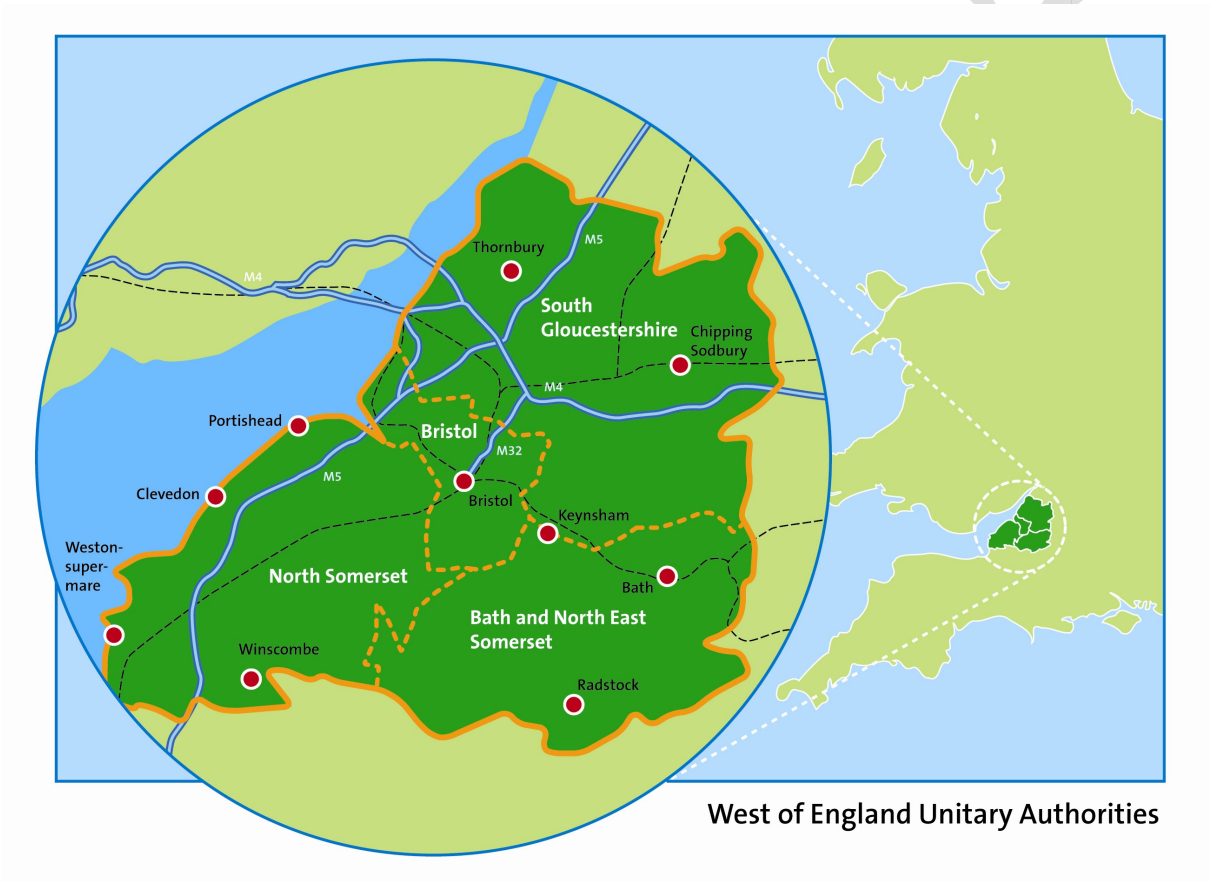 Thornbury
M5
M4
South
Gloucestershire
Chipping
Sodbury
M4
Portishead
Bristol
M32
M5
Clevedon
Bristol
Keynsham
Weston-
super-
mare
North Somerset
Bath
Bath and North East
Somerset
Winscombe
Radstock
West of England Unitary Authorities